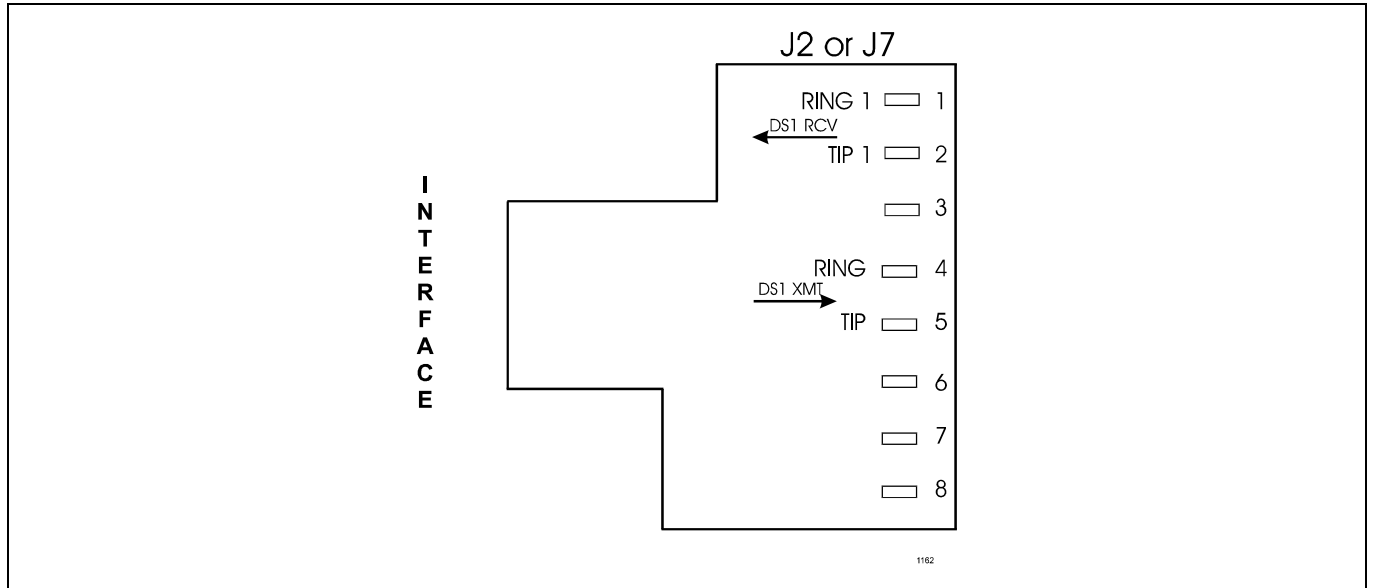 J2 or J7
RING 1 1
DS1 RCV
TIP 1 2
3
RING 4
DS1 XMT
TIP 5
6
7
8
INTERFACE
1162